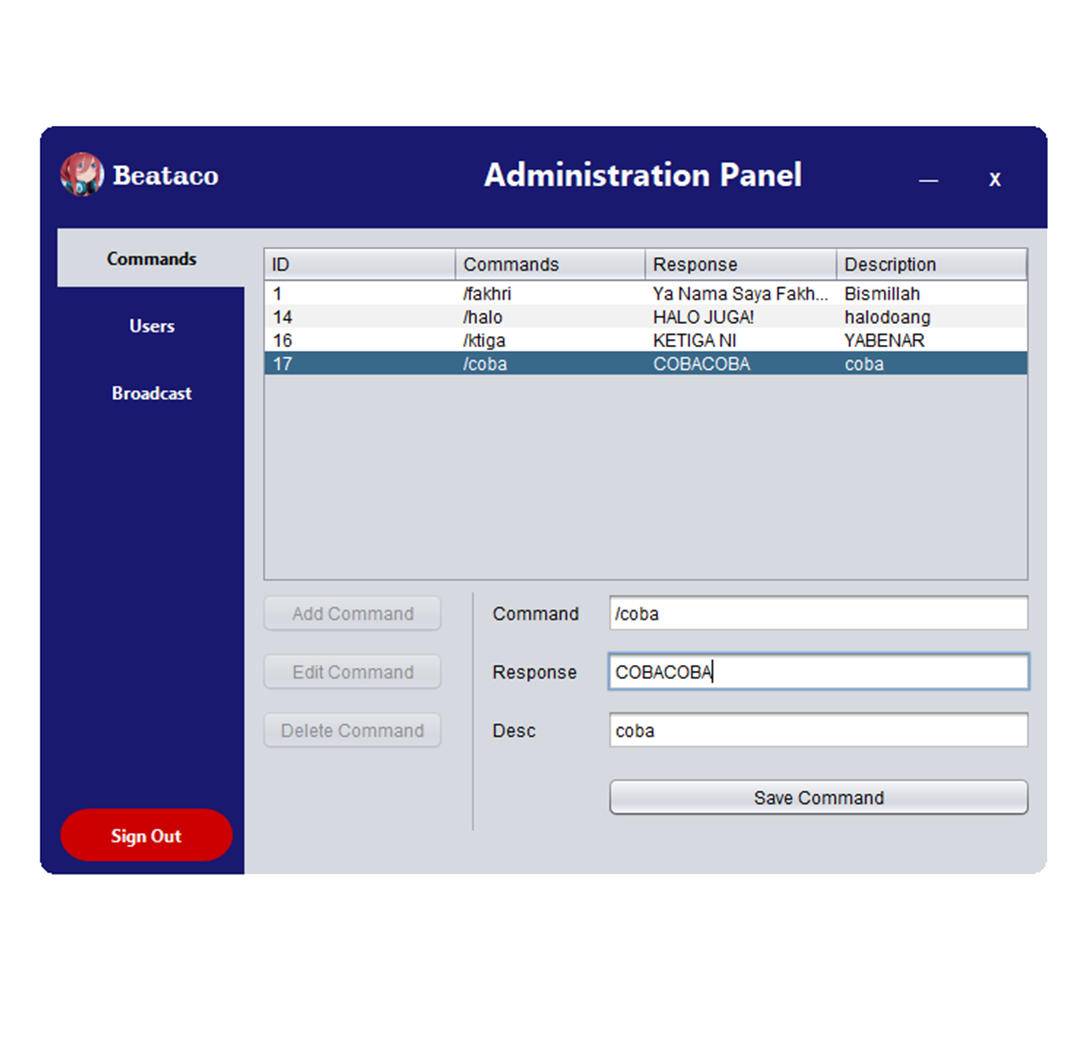 Beataco
Administration Panel
— x
Commands
Users
Broadcast
Sign Out
ID Commands Response Description
1 /fakhri Ya Nama Saya Fakh... Bismillah
14 /halo HALO JUGA! halodoang
16 /ktiga KETIGA NI YABENAR
17 /coba COBACOBA coba
Add Command
Edit Command
Delete Command
Command /coba
Response COBACOBA
Desc coba
Save Command